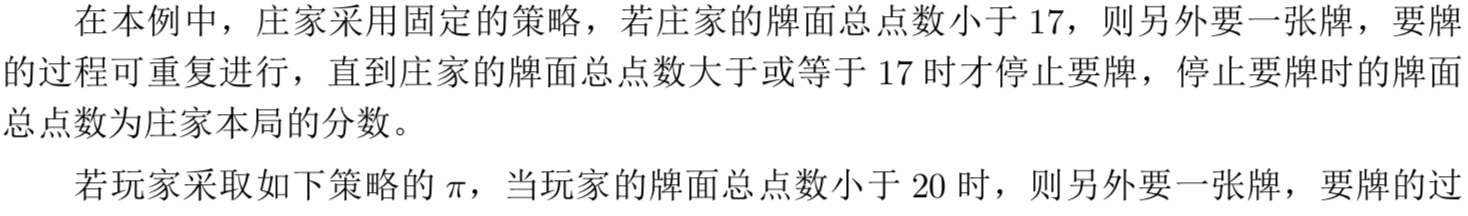 在本例中，庄家采用固定的策略，若庄家的牌面总点数小于 17，则另外要一张牌，要牌
的过程可重复进行，直到庄家的牌面总点数大于或等于 17 时才停止要牌，停止要牌时的牌面
总点数为庄家本局的分数。
若玩家采取如下策略的 π，当玩家的牌面总点数小于 20 时，则另外要一张牌，要牌的过